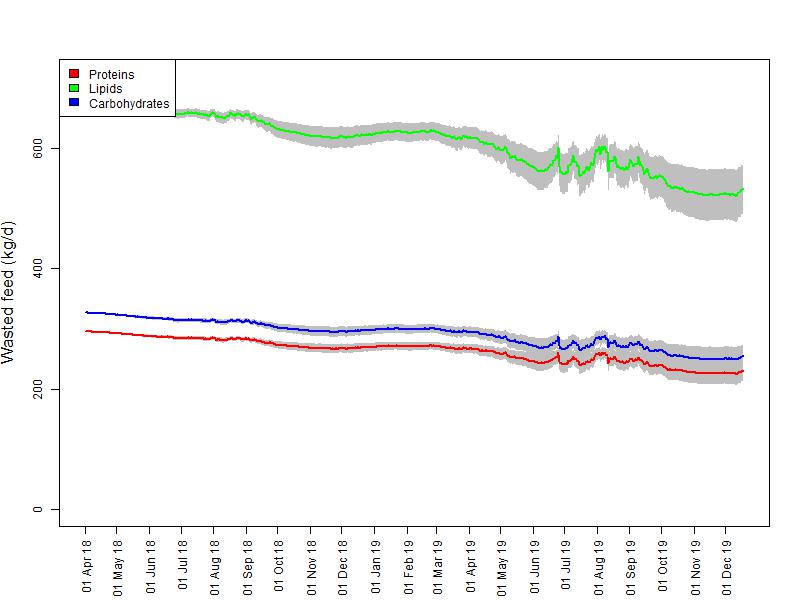 Proteins
Lipids
Carbohydrates
Wasted feed (kg/d)
600
400
200
0
01 Apr 18
01 May 18
01 Jun 18
01 Jul 18
01 Aug 18
01 Sep 18
01 Oct 18
01 Nov 18
01 Dec 18
01 Jan 19
01 Feb 19
01 Mar 19
01 Apr 19
01 May 19
01 Jun 19
01 Jul 19
01 Aug 19
01 Sep 19
01 Oct 19
01 Nov 19
01 Dec 19